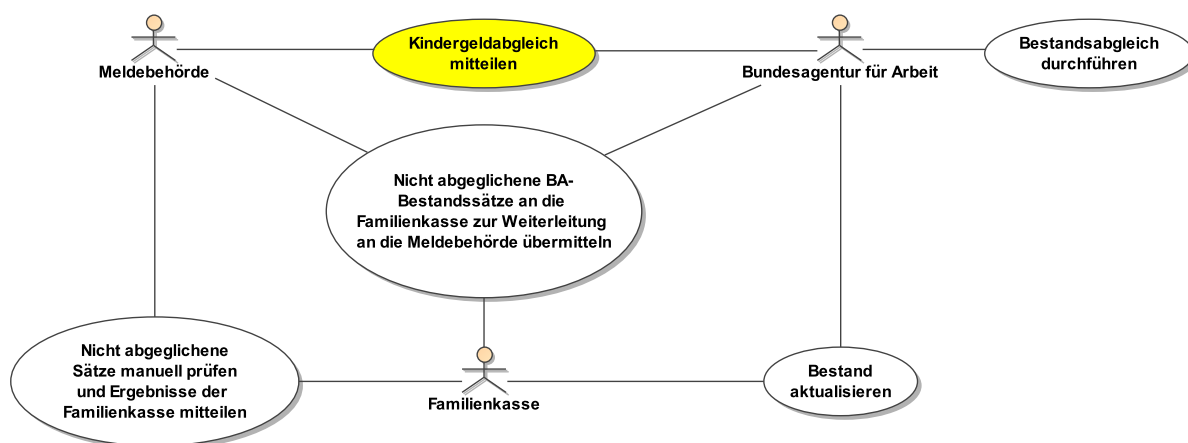 Kindergeldabgleich
mitteilen
Bestandsabgleich
durchführen
Meldebehörde
Bundesagentur für Arbeit
Nicht abgeglichene BA-
Bestandssätze an die
Familienkasse zur Weiterleitung
an die Meldebehörde übermitteln
Nicht abgeglichene
Sätze manuell prüfen
und Ergebnisse der
Familienkasse mitteilen
Familienkasse
Bestand
aktualisieren